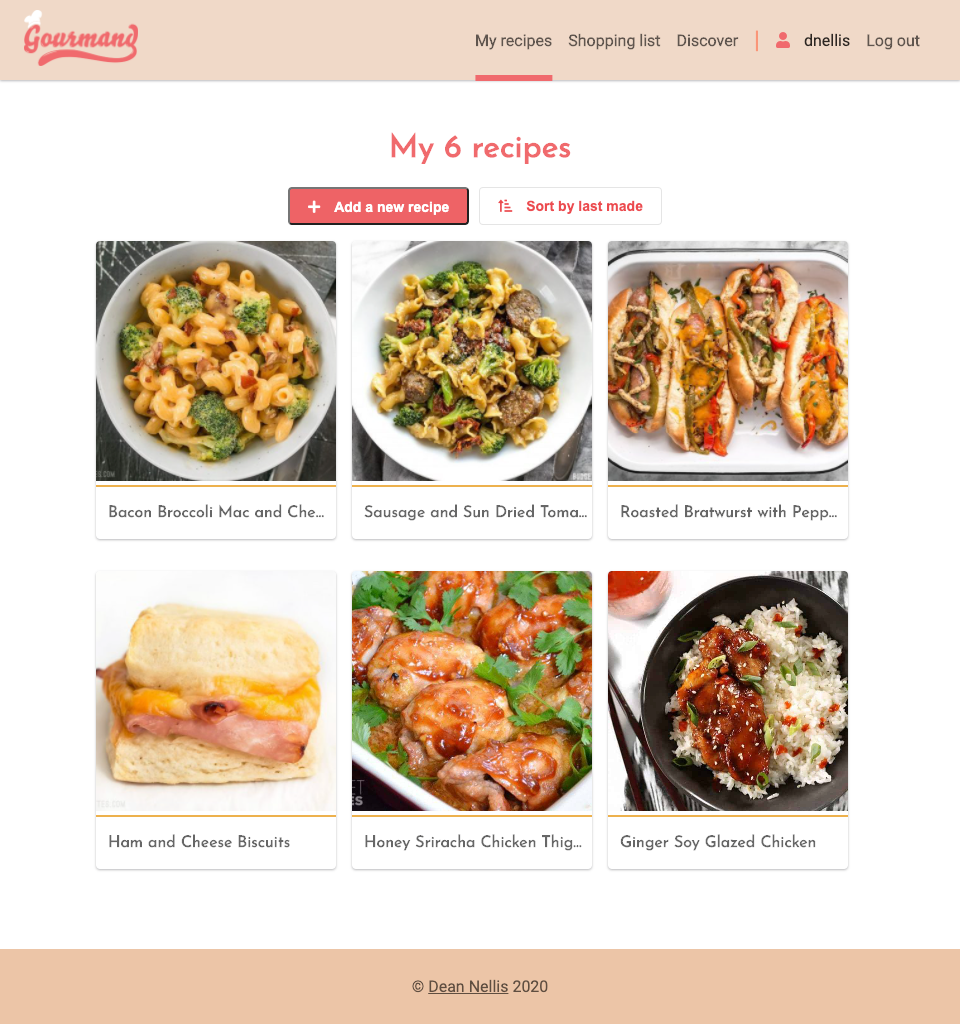 Gourmand
My recipes Shopping list Discover dnellis Log out
My 6 recipes
Add a new recipe Sort by last made
Bacon Broccoli Mac and Che... Sausage and Sun Dried Toma... Roasted Bratwurst with Pepp...
Ham and Cheese Biscuits Honey Sriracha Chicken Thig... Ginger Soy Glazed Chicken
© Dean Nellis 2020